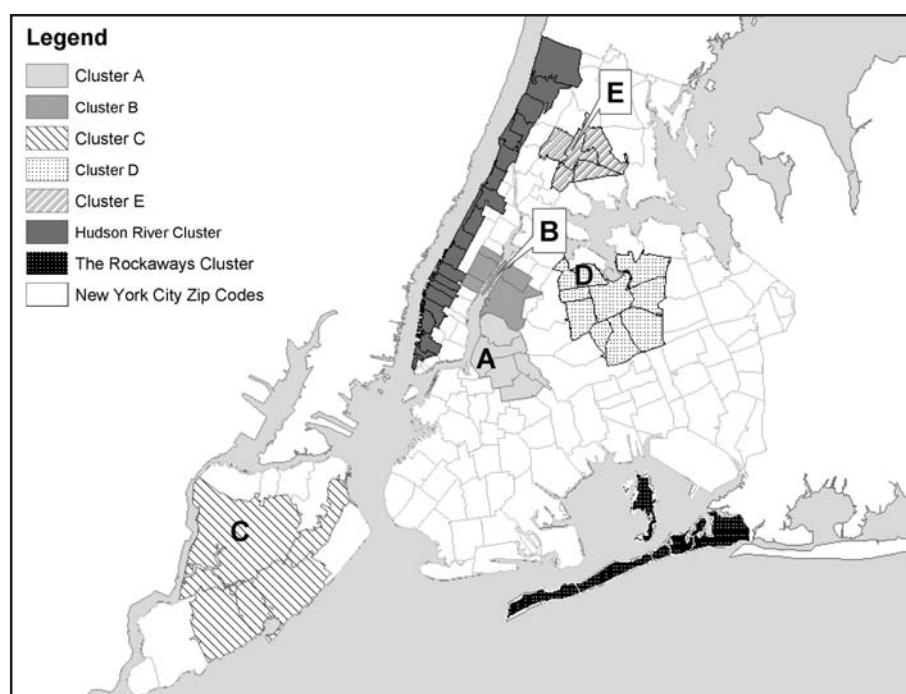 Legend
Cluster A
Cluster B
Cluster C
Cluster D
Cluster E
Hudson River Cluster
The Rockaways Cluster
New York City Zip Codes
E
B
D
A
C